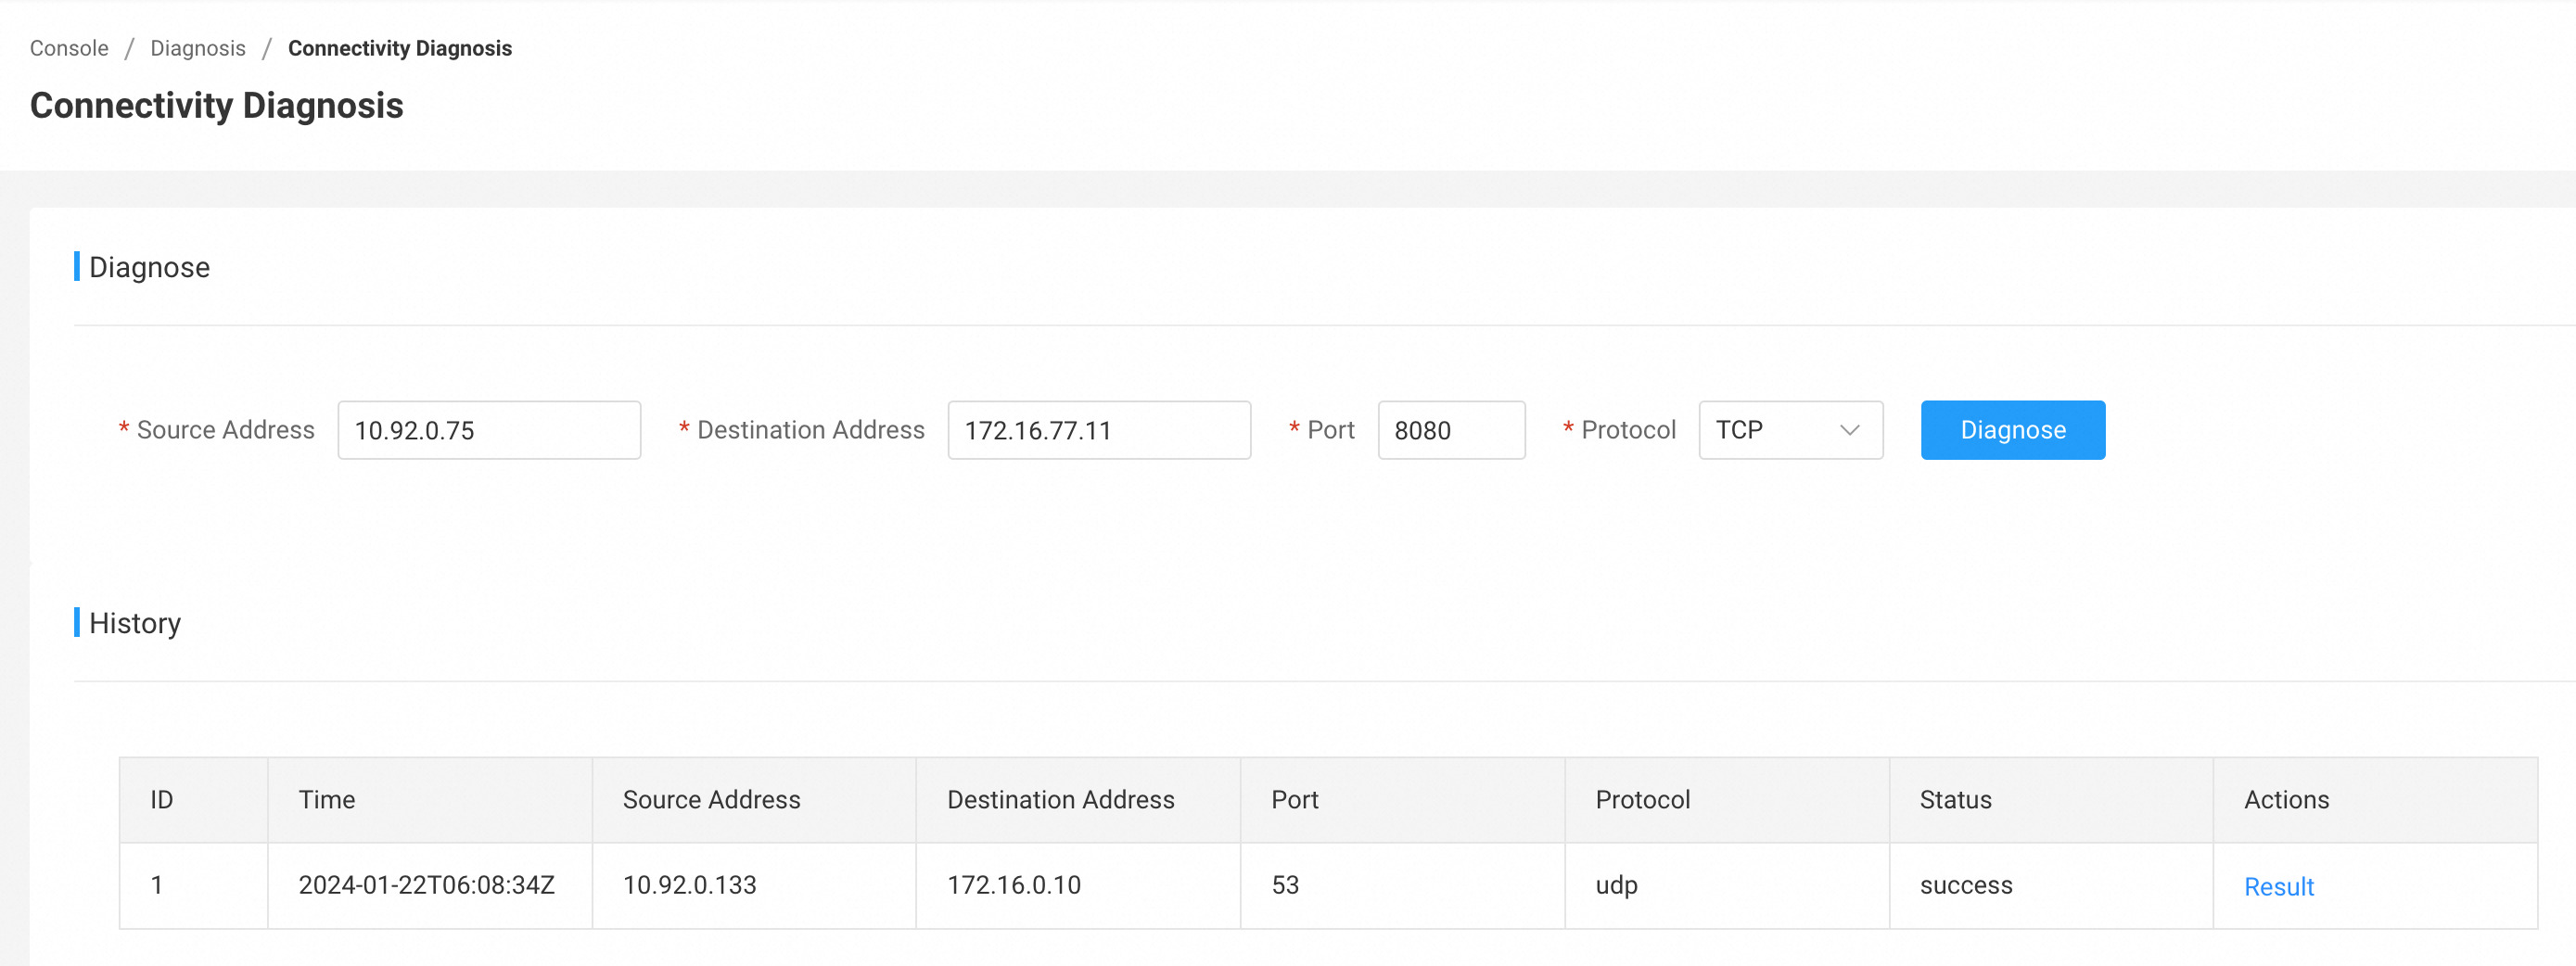 Console / Diagnosis / Connectivity Diagnosis
Connectivity Diagnosis
Diagnose
* Source Address 10.92.0.75 * Destination Address 172.16.77.11 * Port 8080 * Protocol TCP Diagnose
History
ID Time Source Address Destination Address Port Protocol Status Actions
1 2024-01-22T06:08:34Z 10.92.0.133 172.16.0.10 53 udp success Result